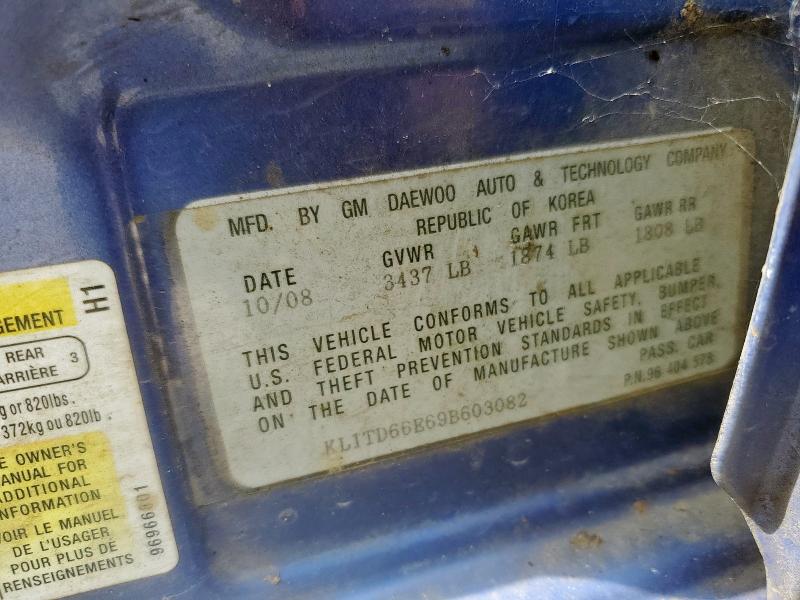 MFD. BY GM DAEWOO AUTO & TECHNOLOGY COMPANY
REPUBLIC OF KOREA
DATE GVWR GAWR FRT GAWR RR
10/08 3437 LB 1874 LB 1808 LB
THIS VEHICLE CONFORMS TO ALL APPLICABLE
U.S. FEDERAL MOTOR VEHICLE SAFETY, BUMPER,
AND THEFT PREVENTION STANDARDS IN EFFECT
ON THE DATE OF MANUFACTURE SHOWN ABOVE
PASS. CAR
P.N.96 404 578
KL1TD66E69B603082
GEMENT
H1
REAR 3
ARRIÈRE
g or 820lbs.
372kg ou 820lb.
E OWNER'S
MANUAL FOR
ADDITIONAL
INFORMATION
VOIR LE MANUEL
DE L'USAGER
POUR PLUS DE
RENSEIGNEMENTS